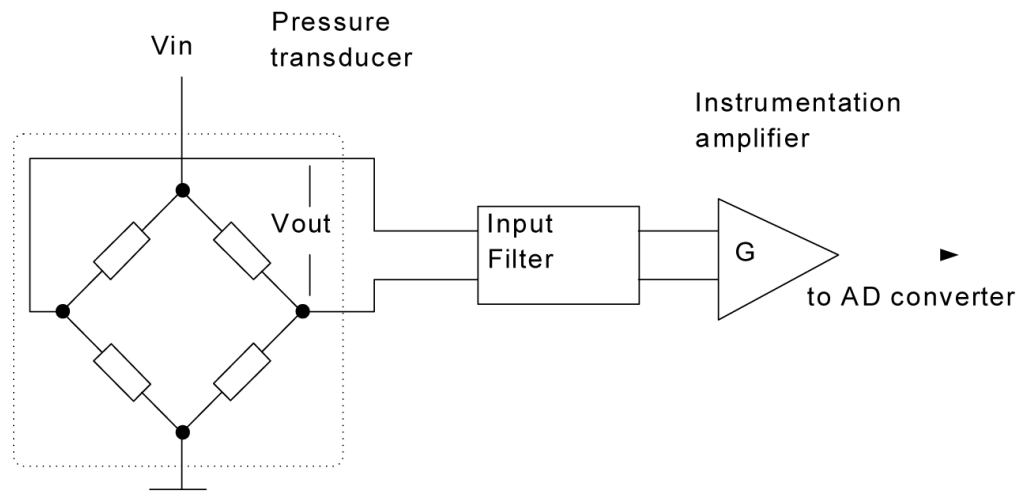 Vin
Pressure
transducer
Instrumentation
amplifier
Vout
Input
Filter
G
to AD converter